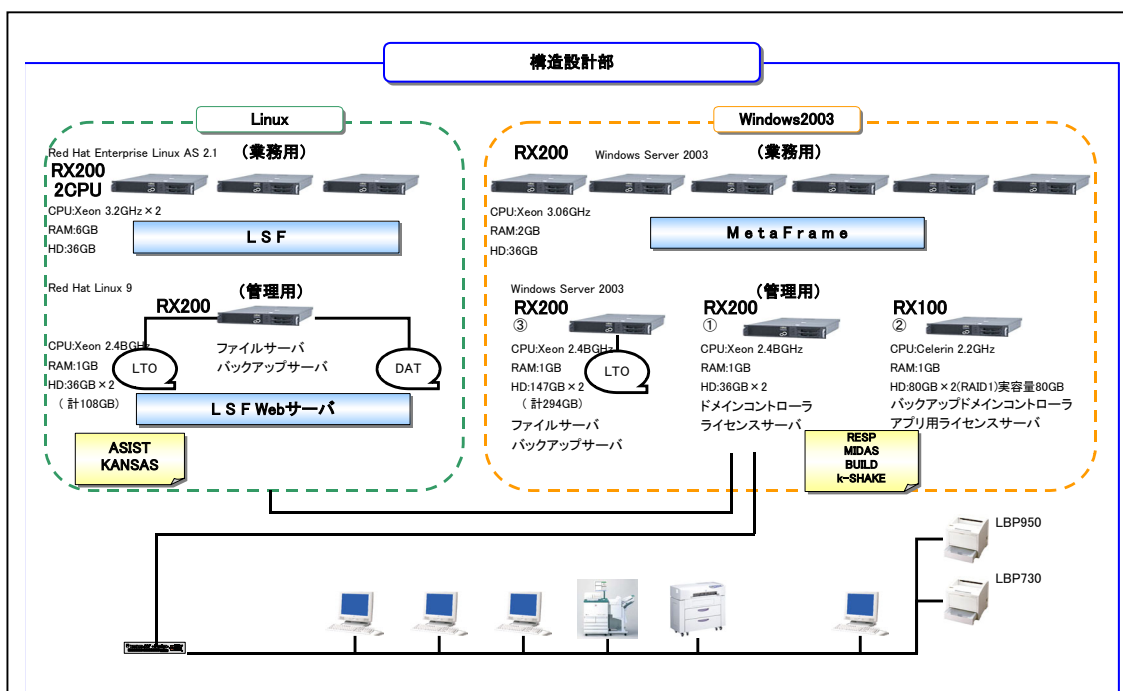 構造設計部
Linux
Red Hat Enterprise Linux AS 2.1
(業務用)
RX200
2CPU
CPU:Xeon 3.2GHz×2
RAM:6GB
HD:36GB
LSF
Red Hat Linux 9
(管理用)
RX200
CPU:Xeon 2.4BGHz
RAM:1GB
HD:36GB×2
(計108GB)
LTO
ファイルサーバ
バックアップサーバ
DAT
LSF Webサーバ
ASIST
KANSAS
Windows2003
RX200
Windows Server 2003
(業務用)
CPU:Xeon 3.06GHz
RAM:2GB
HD:36GB
MetaFrame
Windows Server 2003
(管理用)
RX200
③
CPU:Xeon 2.4BGHz
RAM:1GB
HD:147GB×2
(計294GB)
ファイルサーバ
バックアップサーバ
LTO
RX200
①
CPU:Xeon 2.4BGHz
RAM:1GB
HD:36GB×2
ドメインコントローラ
ライセンスサーバ
RX100
②
CPU:Celerin 2.2GHz
RAM:1GB
HD:80GB×2(RAID1)実容量80GB
バックアップドメインコントローラ
アプリ用ライセンスサーバ
RESP
MIDAS
BUILD
k-SHAKE
LBP950
LBP730